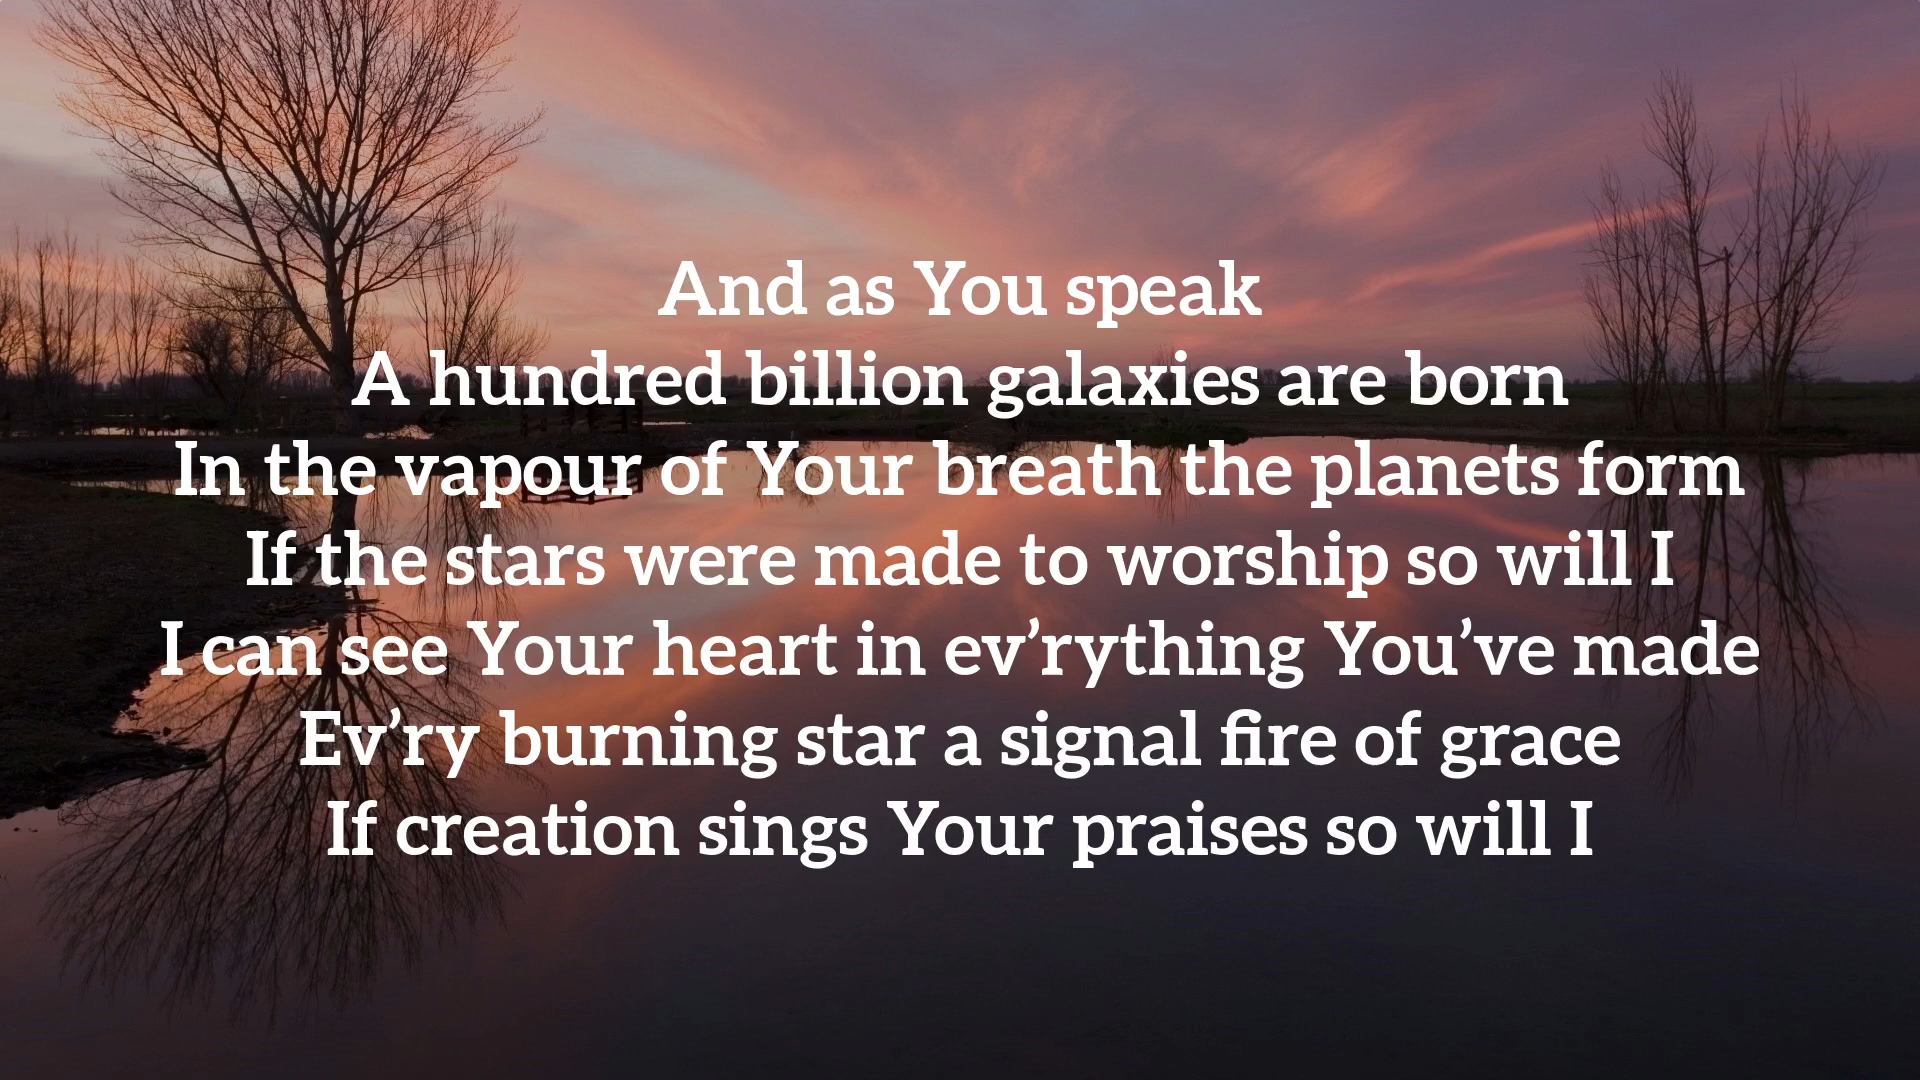 And as You speak
A hundred billion galaxies are born
In the vapour of Your breath the planets form
If the stars were made to worship so will I
I can see Your heart in ev’rything You’ve made
Ev’ry burning star a signal fire of grace
If creation sings Your praises so will I